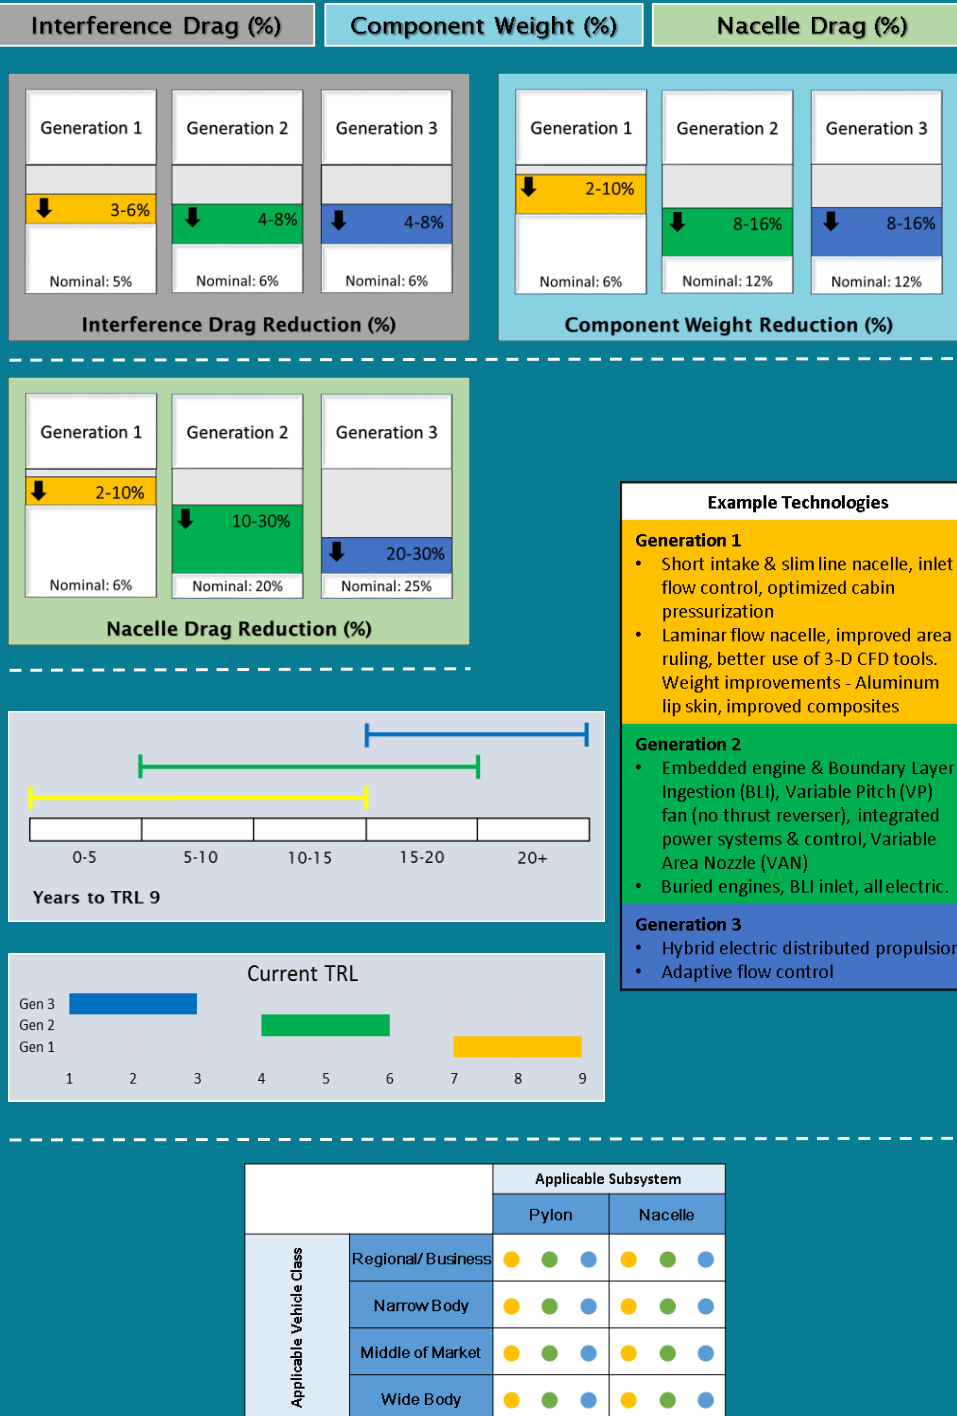 Interference Drag (%)
Component Weight (%)
Nacelle Drag (%)
Generation 1
Generation 2
Generation 3
3-6%
4-8%
4-8%
Nominal: 5%
Nominal: 6%
Nominal: 6%
Interference Drag Reduction (%)
Generation 1
Generation 2
Generation 3
2-10%
8-16%
8-16%
Nominal: 6%
Nominal: 12%
Nominal: 12%
Component Weight Reduction (%)
Generation 1
Generation 2
Generation 3
2-10%
10-30%
20-30%
Nominal: 6%
Nominal: 20%
Nominal: 25%
Nacelle Drag Reduction (%)
Example Technologies
Generation 1
• Short intake & slim line nacelle, inlet
flow control, optimized cabin
pressurization
• Laminar flow nacelle, improved area
ruling, better use of 3-D CFD tools.
Weight improvements - Aluminum
lip skin, improved composites
Generation 2
• Embedded engine & Boundary Layer
Ingestion (BLI), Variable Pitch (VP)
fan (no thrust reverser), integrated
power systems & control, Variable
Area Nozzle (VAN)
• Buried engines, BLI inlet, all electric.
Generation 3
• Hybrid electric distributed propulsion
• Adaptive flow control
0-5
5-10
10-15
15-20
20+
Years to TRL 9
Current TRL
Gen 3
Gen 2
Gen 1
1 2 3 4 5 6 7 8 9
Applicable Subsystem
Pylon
Nacelle
Applicable Vehicle Class
Regional/Business
Narrow Body
Middle of Market
Wide Body